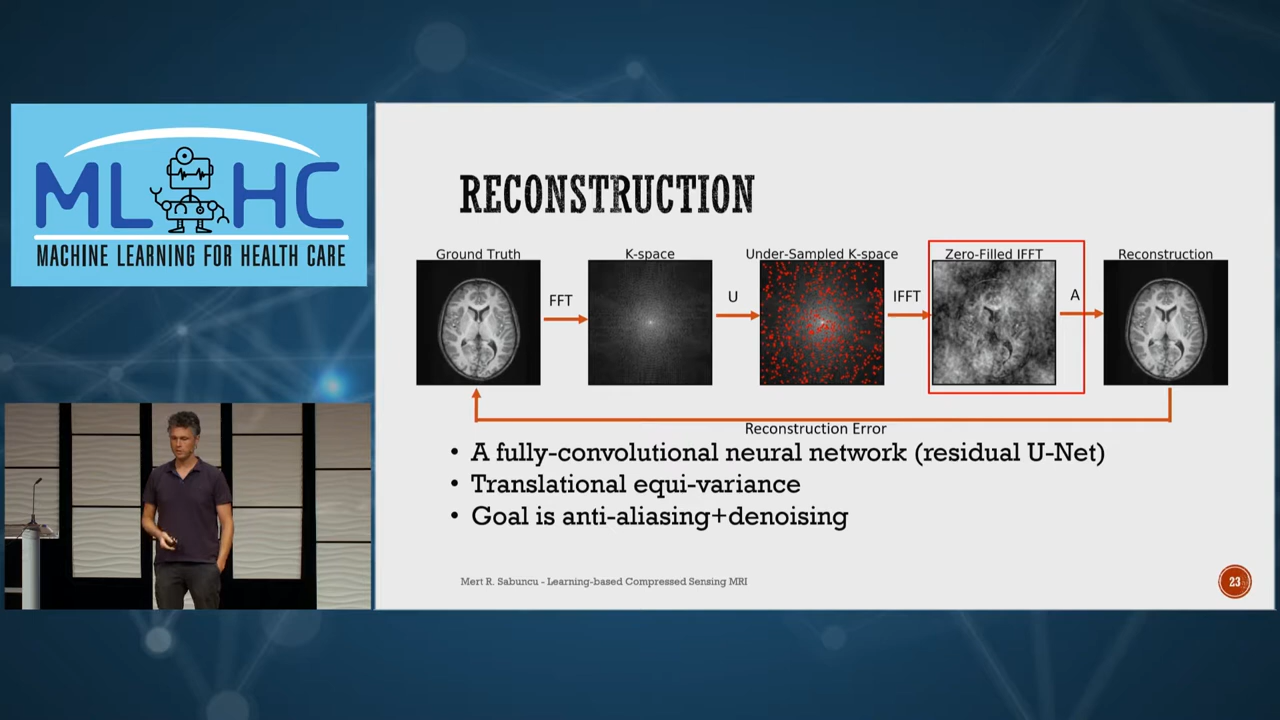 ML HC
MACHINE LEARNING FOR HEALTH CARE
RECONSTRUCTION
Ground Truth
K-space
Under-Sampled K-space
Zero-Filled IFFT
Reconstruction
FFT
U
IFFT
A
Reconstruction Error
• A fully-convolutional neural network (residual U-Net)
• Translational equi-variance
• Goal is anti-aliasing+denoising
Mert R. Sabuncu - Learning-based Compressed Sensing MRI
23